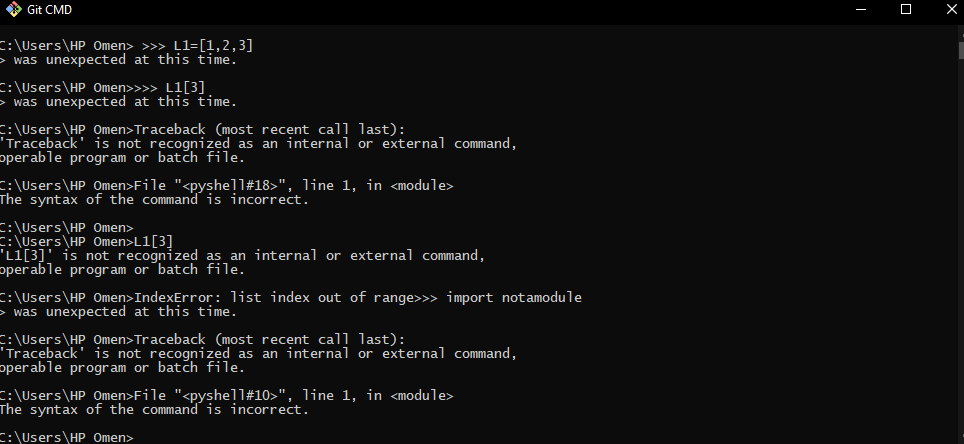 Git CMD
C:\Users\HP Omen> >>> L1=[1,2,3]
> was unexpected at this time.
C:\Users\HP Omen>>>> L1[3]
> was unexpected at this time.
C:\Users\HP Omen>Traceback (most recent call last):
'Traceback' is not recognized as an internal or external command,
operable program or batch file.
C:\Users\HP Omen>File "<pyshell#18>", line 1, in <module>
The syntax of the command is incorrect.
C:\Users\HP Omen>
C:\Users\HP Omen>L1[3]
'L1[3]' is not recognized as an internal or external command,
operable program or batch file.
C:\Users\HP Omen>IndexError: list index out of range>>> import notamodule
> was unexpected at this time.
C:\Users\HP Omen>Traceback (most recent call last):
'Traceback' is not recognized as an internal or external command,
operable program or batch file.
C:\Users\HP Omen>File "<pyshell#10>", line 1, in <module>
The syntax of the command is incorrect.
C:\Users\HP Omen>